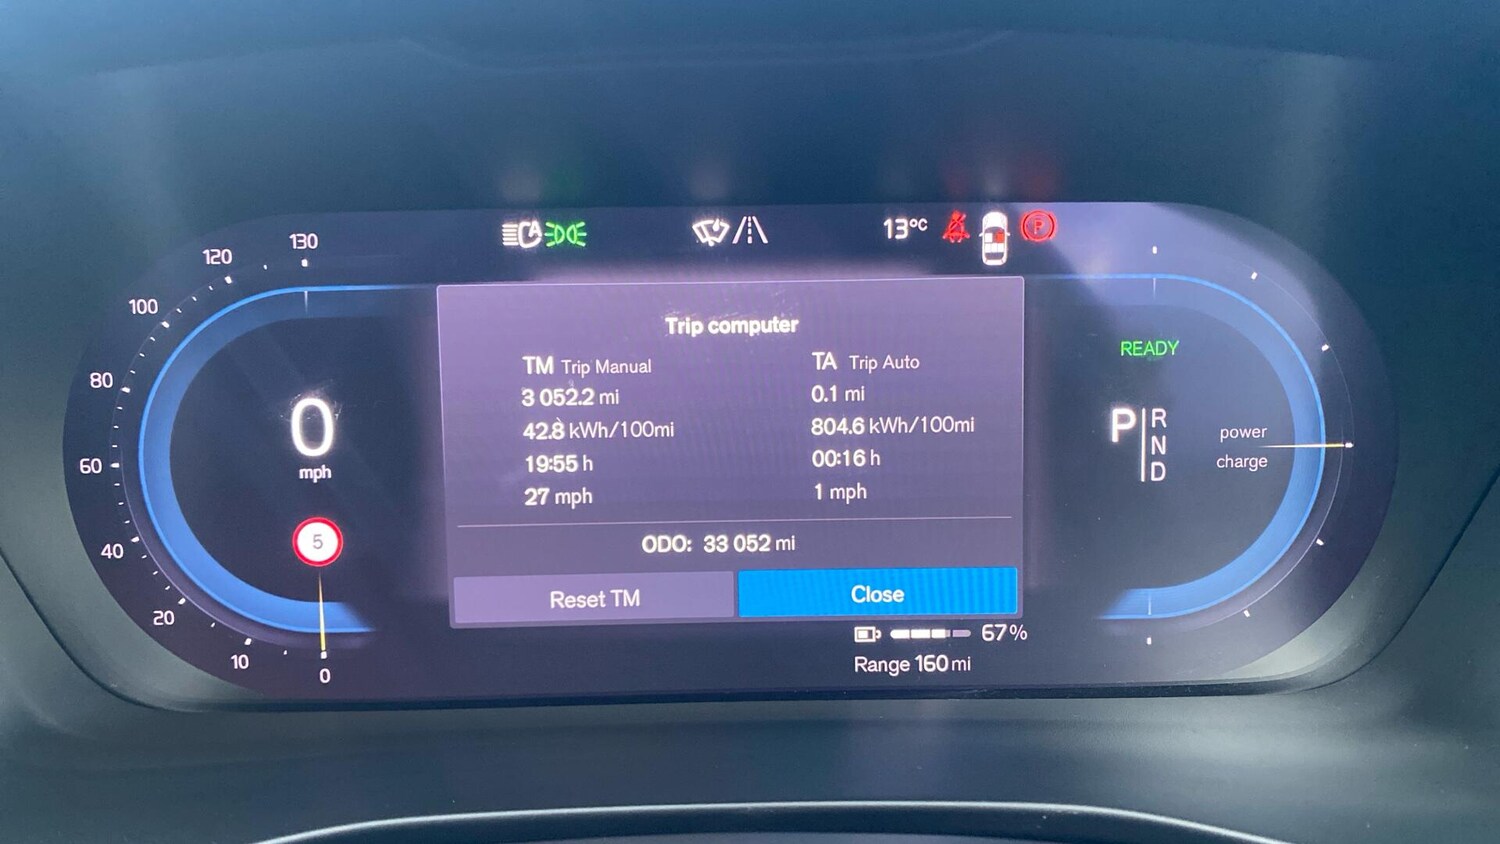 13°C
P
130
120
100
80
60
40
20
10
0
0
mph
5
Trip computer
TM Trip Manual
3 052.2 mi
42.8 kWh/100mi
19:55 h
27 mph
TA Trip Auto
0.1 mi
804.6 kWh/100mi
00:16 h
1 mph
ODO: 33 052 mi
Reset TM
Close
67%
Range 160 mi
READY
P
R
N
D
power
charge